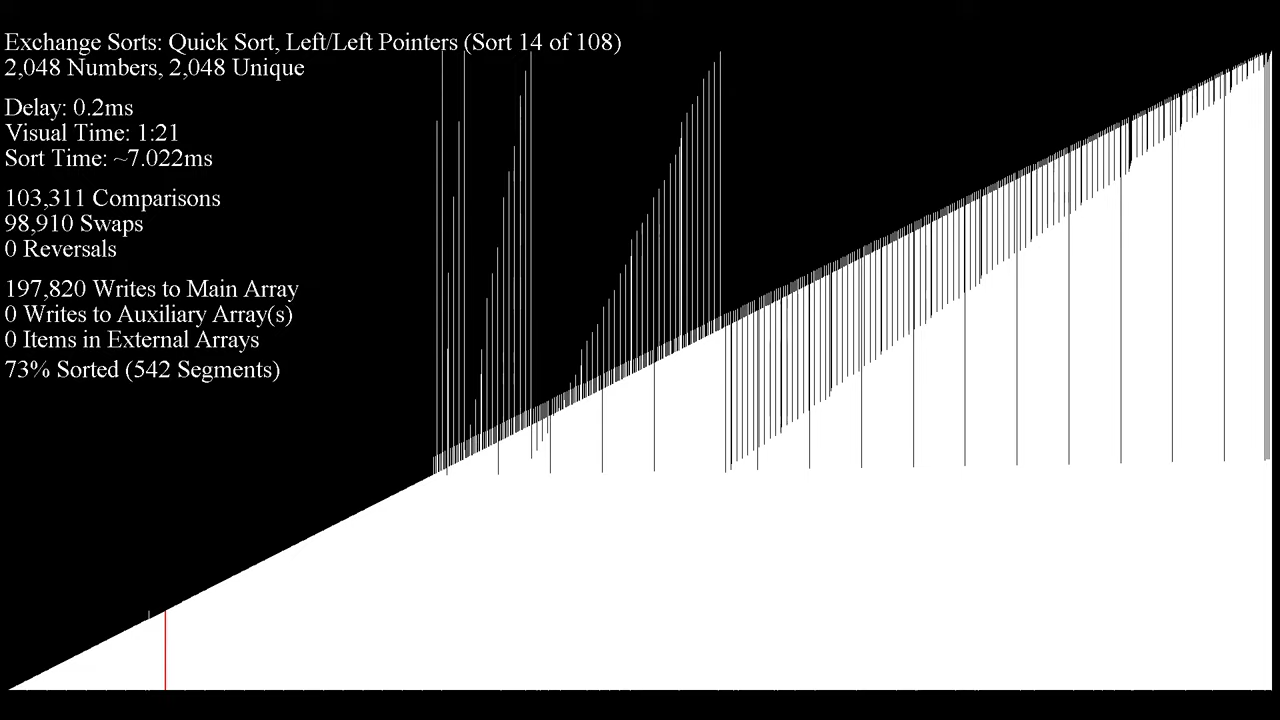 Exchange Sorts: Quick Sort, Left/Left Pointers (Sort 14 of 108)
2,048 Numbers, 2,048 Unique
Delay: 0.2ms
Visual Time: 1:21
Sort Time: ~7.022ms
103,311 Comparisons
98,910 Swaps
0 Reversals
197,820 Writes to Main Array
0 Writes to Auxiliary Array(s)
0 Items in External Arrays
73% Sorted (542 Segments)